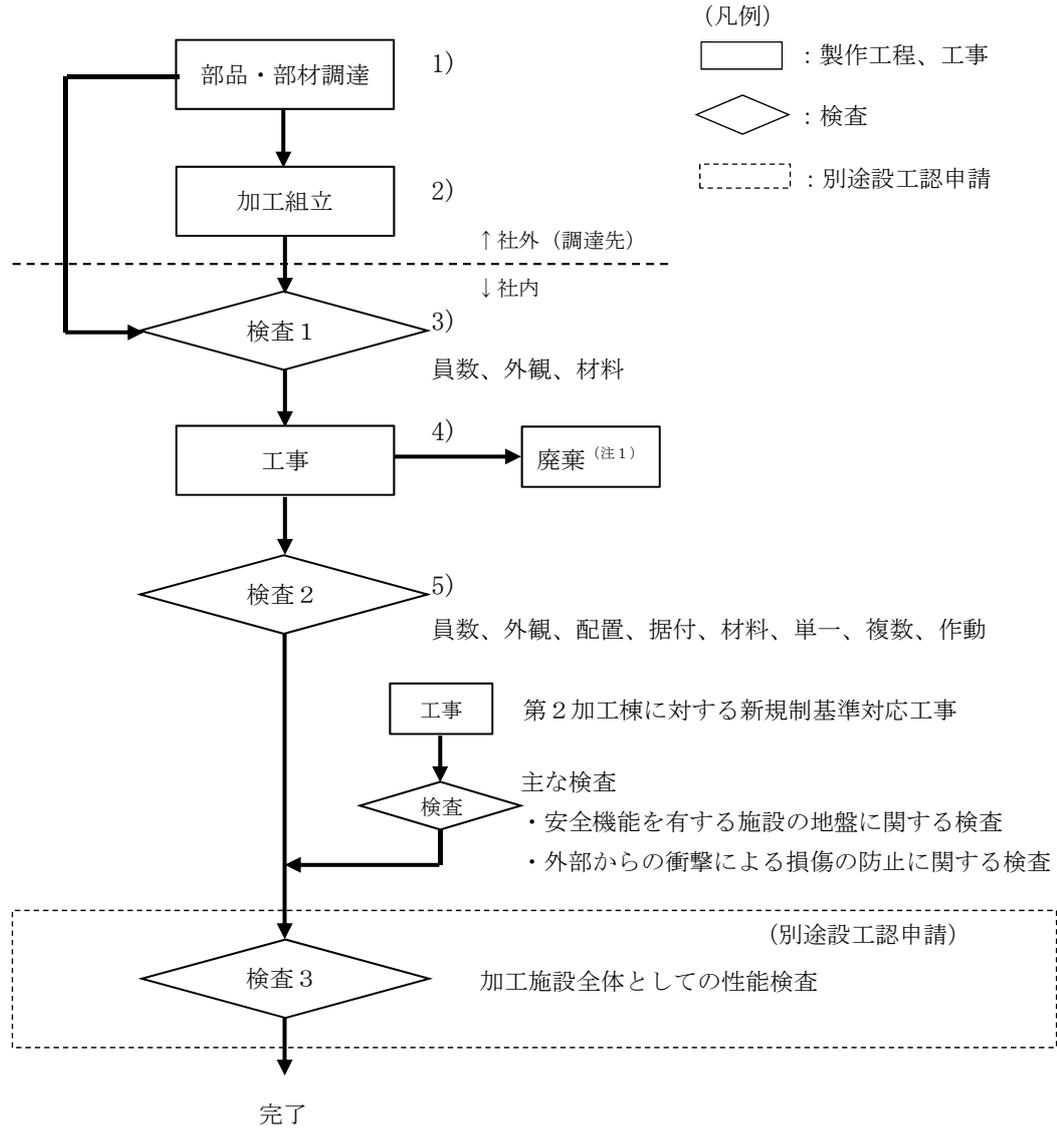 （凡例）
：製作工程、工事
：検査
：別途設工認申請
部品・部材調達
1)
加工組立
2)
↑社外（調達先）
↓社内
検査１
3)
員数、外観、材料
工事
4)
廃棄（注１）
検査２
5)
員数、外観、配置、据付、材料、単一、複数、作動
工事
第２加工棟に対する新規制基準対応工事
検査
主な検査
・安全機能を有する施設の地盤に関する検査
・外部からの衝撃による損傷の防止に関する検査
（別途設工認申請）
検査３
加工施設全体としての性能検査
完了